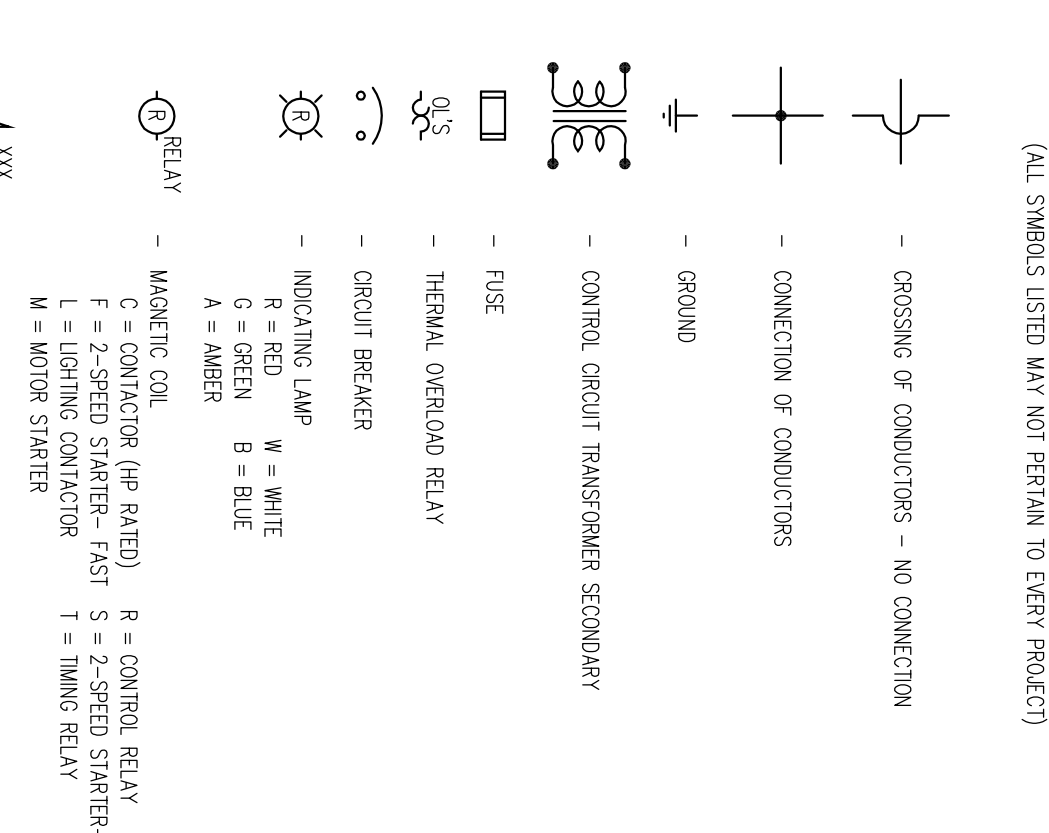 (ALL SYMBOLS LISTED MAY NOT PERTAIN TO EVERY PROJECT)
– CROSSING OF CONDUCTORS – NO CONNECTION
– CONNECTION OF CONDUCTORS
– GROUND
– CONTROL CIRCUIT TRANSFORMER SECONDARY
– FUSE
OL'S – THERMAL OVERLOAD RELAY
– CIRCUIT BREAKER
R – INDICATING LAMP
R = RED W = WHITE
G = GREEN B = BLUE
A = AMBER
RELAY
R – MAGNETIC COIL
C = CONTACTOR (HP RATED) R = CONTROL RELAY
F = 2–SPEED STARTER– FAST S = 2–SPEED STARTER–
L = LIGHTING CONTACTOR T = TIMING RELAY
M = MOTOR STARTER
XXX